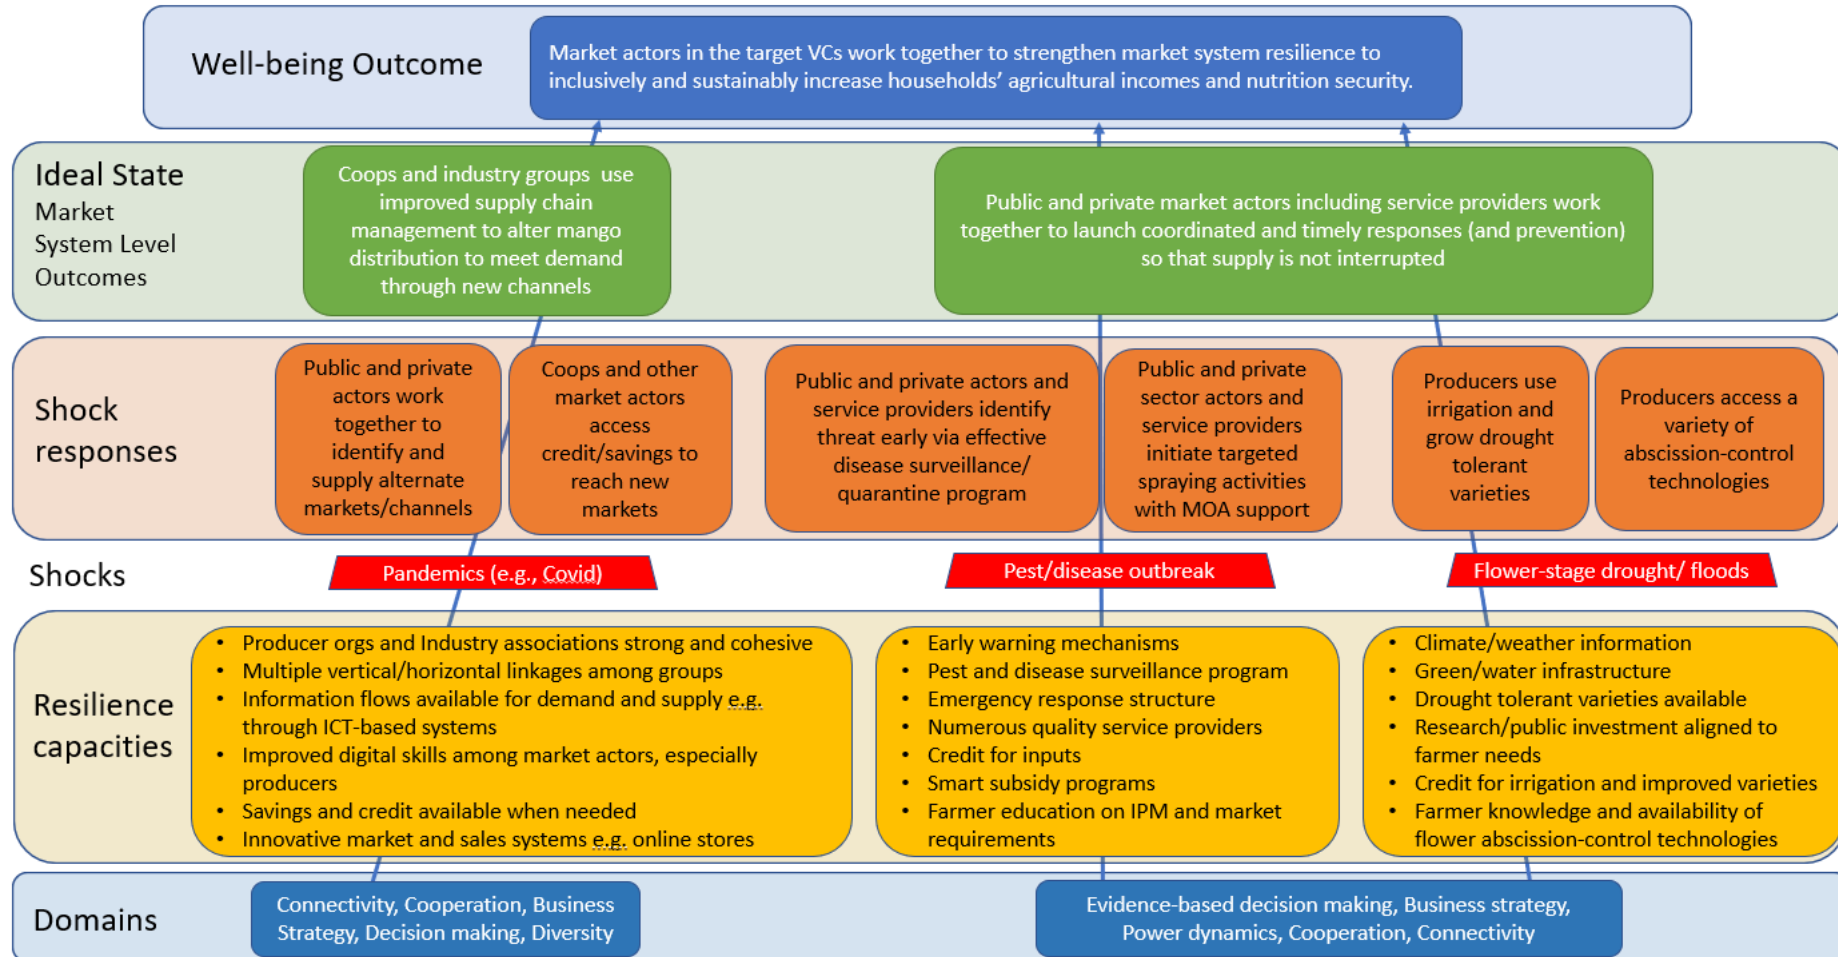 Well-being Outcome
Market actors in the target VCs work together to strengthen market system resilience to
inclusively and sustainably increase households' agricultural incomes and nutrition security.
Ideal State
Market
System Level
Outcomes
Coops and industry groups use
improved supply chain
management to alter mango
distribution to meet demand
through new channels
Public and private market actors including service providers work
together to launch coordinated and timely responses (and prevention)
so that supply is not interrupted
Shock
responses
Public and private
actors work
together to
identify and
supply alternate
markets/channels
Coops and other
market actors
access
credit/savings to
reach new
markets
Public and private actors and
service providers identify
threat early via effective
disease surveillance/
quarantine program
Public and private
sector actors and
service providers
initiate targeted
spraying activities
with MOA support
Producers use
irrigation and
grow drought
tolerant
varieties
Producers access a
variety of
abscission-control
technologies
Shocks
Pandemics (e.g., Covid)
Pest/disease outbreak
Flower-stage drought/ floods
Resilience
capacities
• Producer orgs and Industry associations strong and cohesive
• Multiple vertical/horizontal linkages among groups
• Information flows available for demand and supply e.g.
through ICT-based systems
• Improved digital skills among market actors, especially
producers
• Savings and credit available when needed
• Innovative market and sales systems e.g. online stores
• Early warning mechanisms
• Pest and disease surveillance program
• Emergency response structure
• Numerous quality service providers
• Credit for inputs
• Smart subsidy programs
• Farmer education on IPM and market
requirements
• Climate/weather information
• Green/water infrastructure
• Drought tolerant varieties available
• Research/public investment aligned to
farmer needs
• Credit for irrigation and improved varieties
• Farmer knowledge and availability of
flower abscission-control technologies
Domains
Connectivity, Cooperation, Business
Strategy, Decision making, Diversity
Evidence-based decision making, Business strategy,
Power dynamics, Cooperation, Connectivity